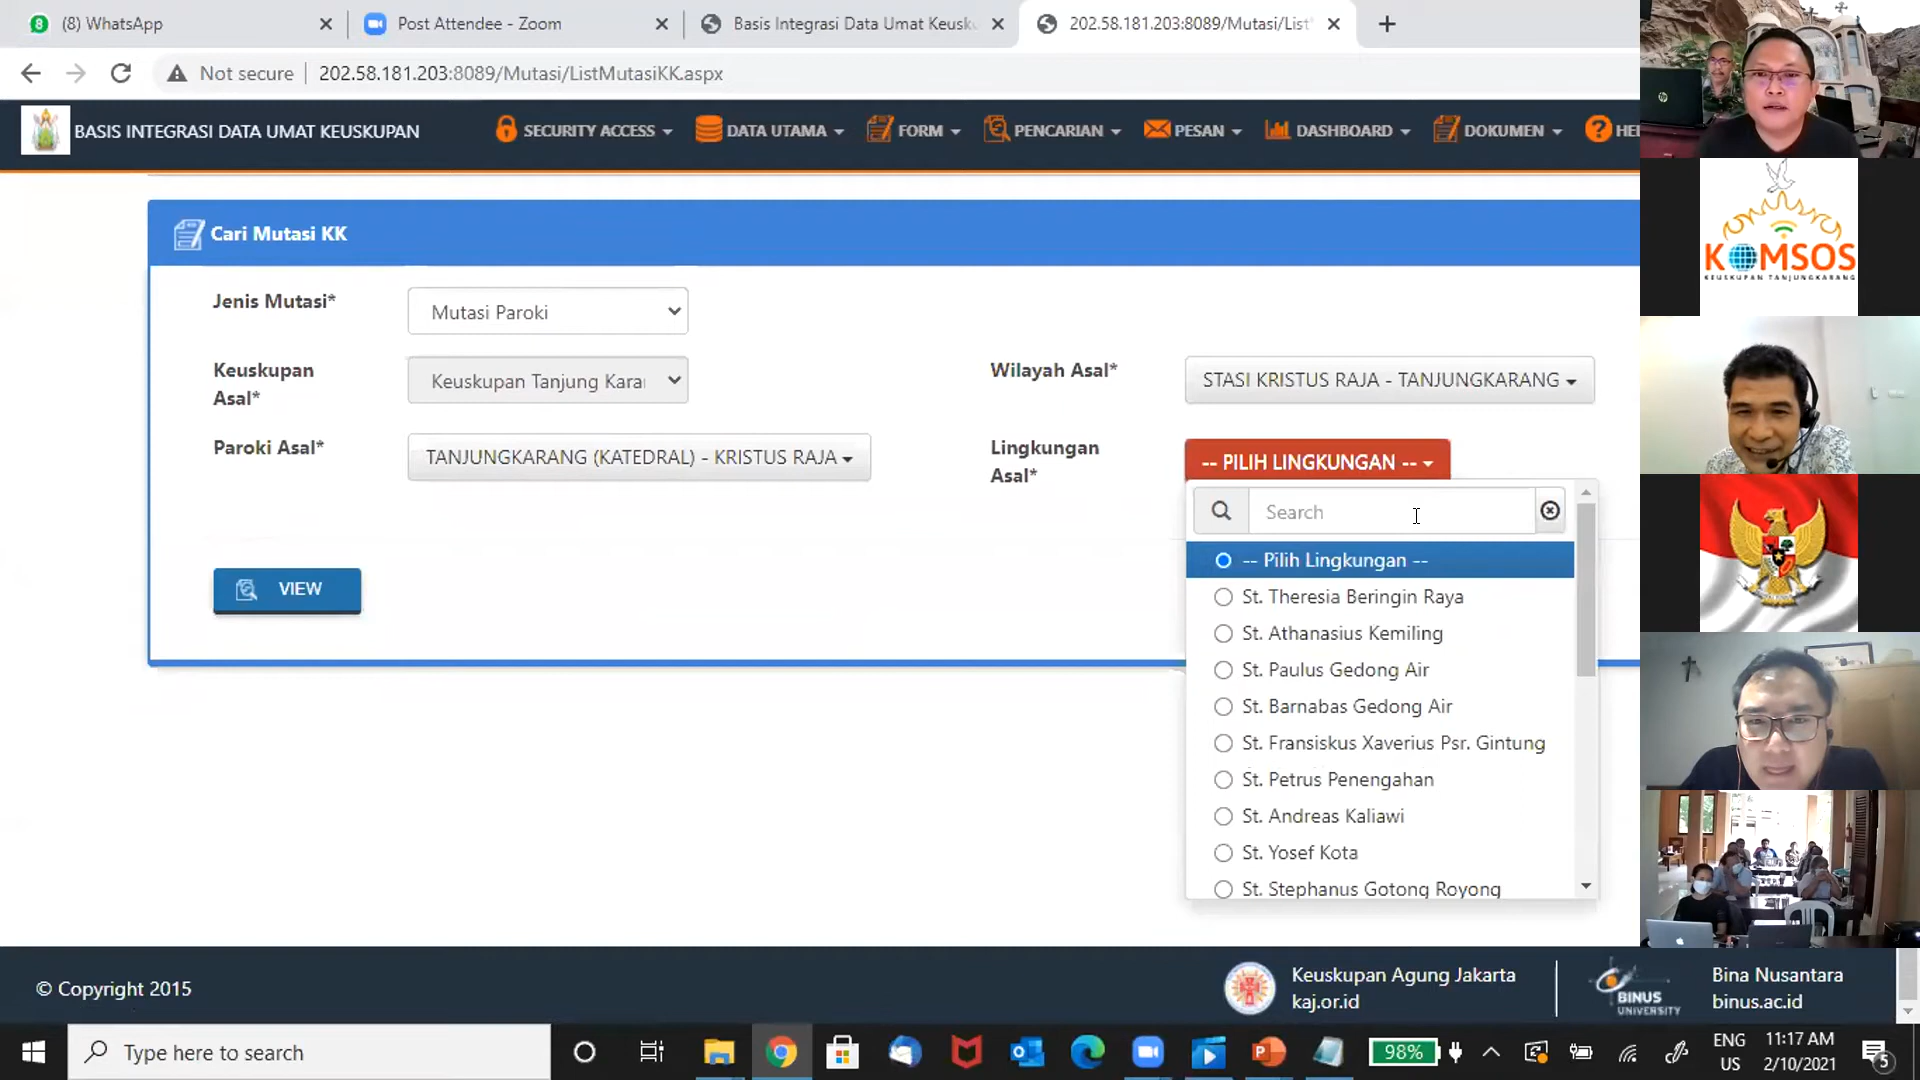 (8) WhatsApp
Post Attendee - Zoom
Basis Integrasi Data Umat Keusk
202.58.181.203:8089/Mutasi/List
Not secure
202.58.181.203:8089/Mutasi/ListMutasiKK.aspx
BASIS INTEGRASI DATA UMAT KEUSKUPAN
SECURITY ACCESS
DATA UTAMA
FORM
PENCARIAN
PESAN
DASHBOARD
DOKUMEN
HE
Cari Mutasi KK
Jenis Mutasi*
Mutasi Paroki
Keuskupan
Asal*
Keuskupan Tanjung Karai
Wilayah Asal*
STASI KRISTUS RAJA - TANJUNGKARANG
Paroki Asal*
TANJUNGKARANG (KATEDRAL) - KRISTUS RAJA
Lingkungan
Asal*
-- PILIH LINGKUNGAN --
Search
-- Pilih Lingkungan --
St. Theresia Beringin Raya
St. Athanasius Kemiling
St. Paulus Gedong Air
St. Barnabas Gedong Air
St. Fransiskus Xaverius Psr. Gintung
St. Petrus Penengahan
St. Andreas Kaliawi
St. Yosef Kota
St. Stephanus Gotong Royong
VIEW
KOMSOS
KEUSKUPAN TANJUNGKARANG
© Copyright 2015
Keuskupan Agung Jakarta
kaj.or.id
BINUS
UNIVERSITY
Bina Nusantara
binus.ac.id
Type here to search
98%
ENG
US
11:17 AM
2/10/2021
5